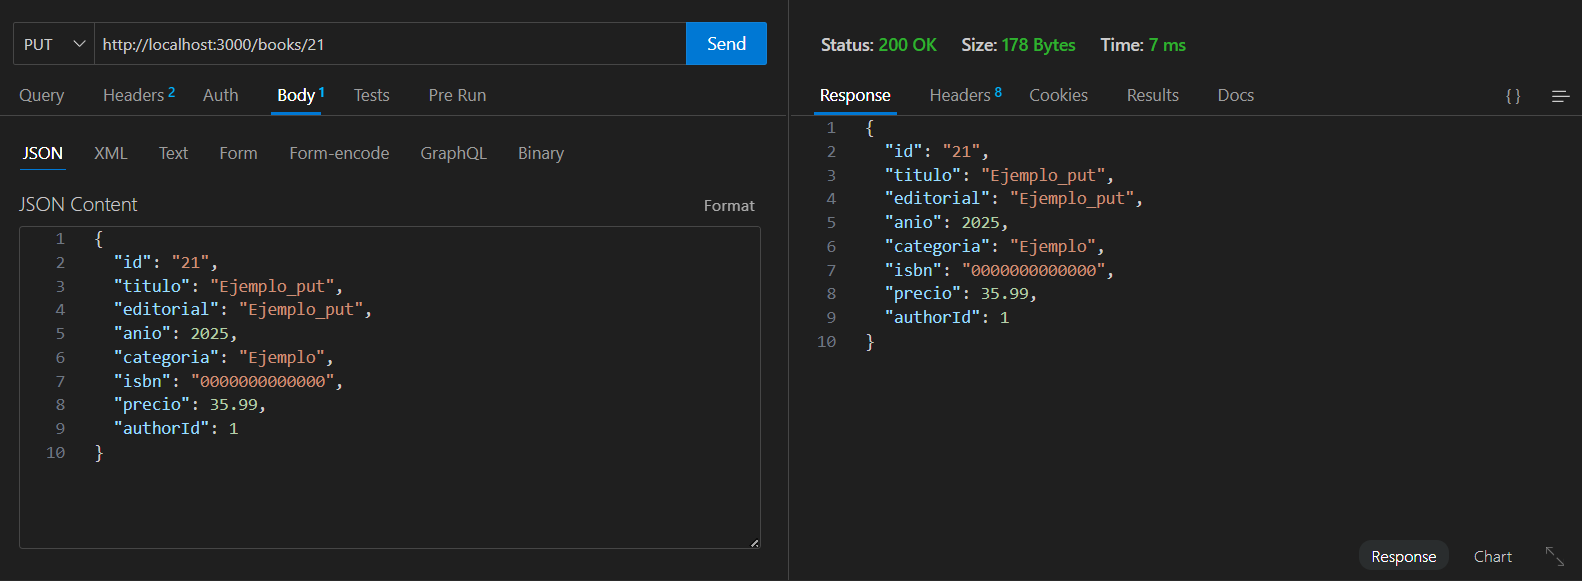 PUT http://localhost:3000/books/21 Send
Query Headers 2 Auth Body 1 Tests Pre Run
JSON XML Text Form Form-encode GraphQL Binary
JSON Content Format
1 {
2 "id": "21",
3 "titulo": "Ejemplo_put",
4 "editorial": "Ejemplo_put",
5 "anio": 2025,
6 "categoria": "Ejemplo",
7 "isbn": "0000000000000",
8 "precio": 35.99,
9 "authorId": 1
10 }
Status: 200 OK Size: 178 Bytes Time: 7 ms
Response Headers 8 Cookies Results Docs { }
1 {
2 "id": "21",
3 "titulo": "Ejemplo_put",
4 "editorial": "Ejemplo_put",
5 "anio": 2025,
6 "categoria": "Ejemplo",
7 "isbn": "0000000000000",
8 "precio": 35.99,
9 "authorId": 1
10 }
Response Chart